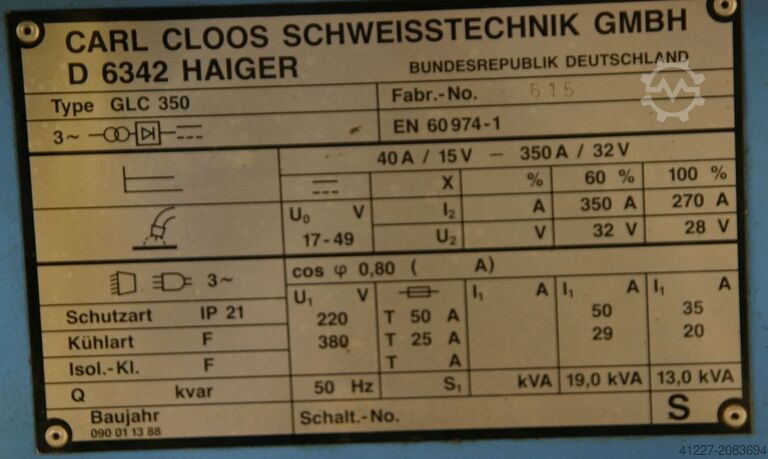 CARL CLOOS SCHWEISSTECHNIK GMBH
D 6342 HAIGER BUNDESREPUBLIK DEUTSCHLAND
Type GLC 350 Fabr.-No. 615
3~ EN 60974-1
40 A / 15 V – 350 A / 32 V
X % 60 % 100 %
U₀ V I₂ A 350 A 270 A
17-49 U₂ V 32 V 28 V
3~ cos φ 0,80 ( A)
U₁ V I₁ A I₁ A I₁ A
Schutzart IP 21 220 T 50 A 50 35
Kühlart F 380 T 25 A 29 20
Isol.-Kl. F T A
Q kvar 50 Hz S₁ kVA 19,0 kVA 13,0 kVA
Baujahr Schalt.-No. S
090 01 13 88
41227-2083694